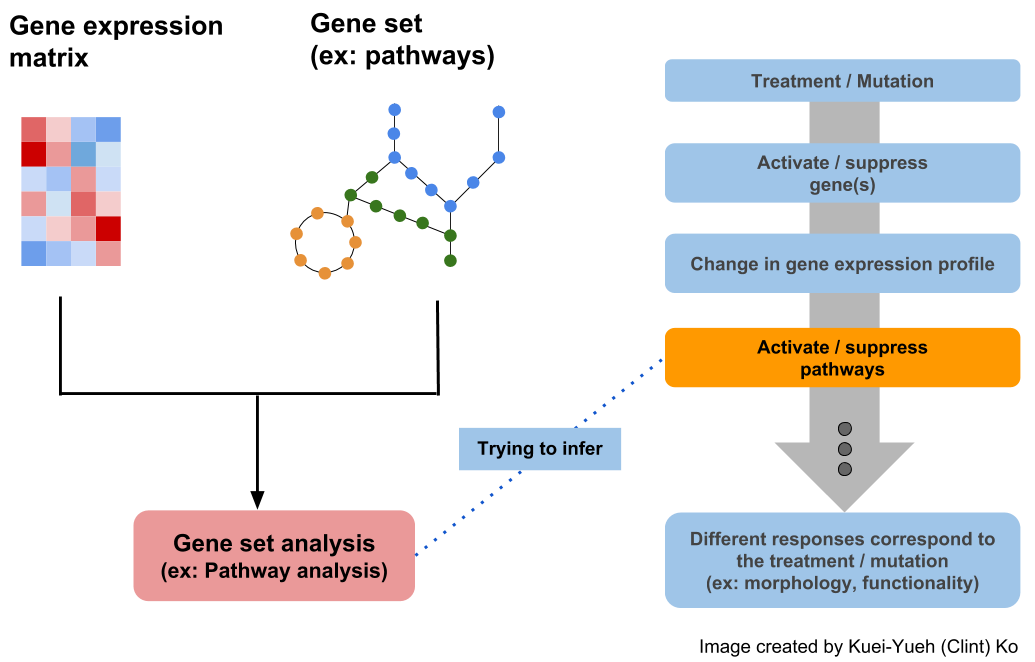 Gene expression
matrix
Gene set
(ex: pathways)
Treatment / Mutation
Activate / suppress
gene(s)
Change in gene expression profile
Activate / suppress
pathways
Trying to infer
Gene set analysis
(ex: Pathway analysis)
Different responses correspond to
the treatment / mutation
(ex: morphology, functionality)
Image created by Kuei-Yueh (Clint) Ko